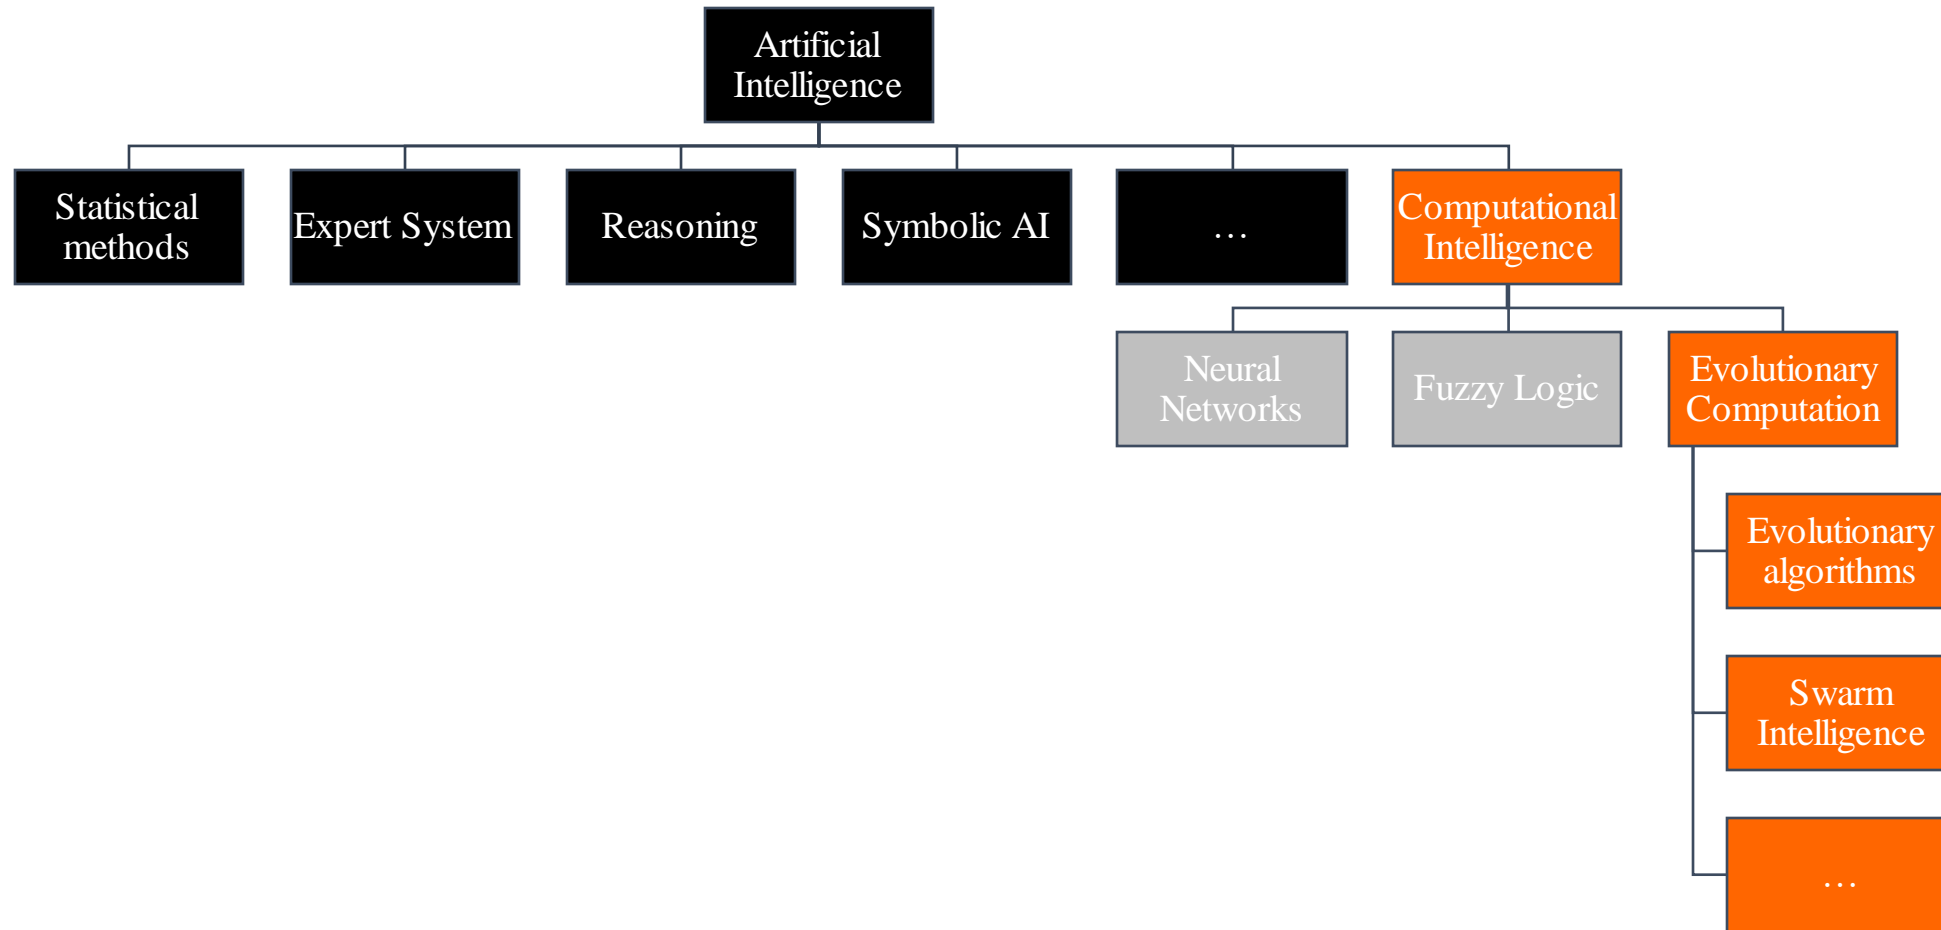 Artificial
Intelligence
Statistical
methods
Expert System
Reasoning
Symbolic AI
…
Computational
Intelligence
Neural
Networks
Fuzzy Logic
Evolutionary
Computation
Evolutionary
algorithms
Swarm
Intelligence
…